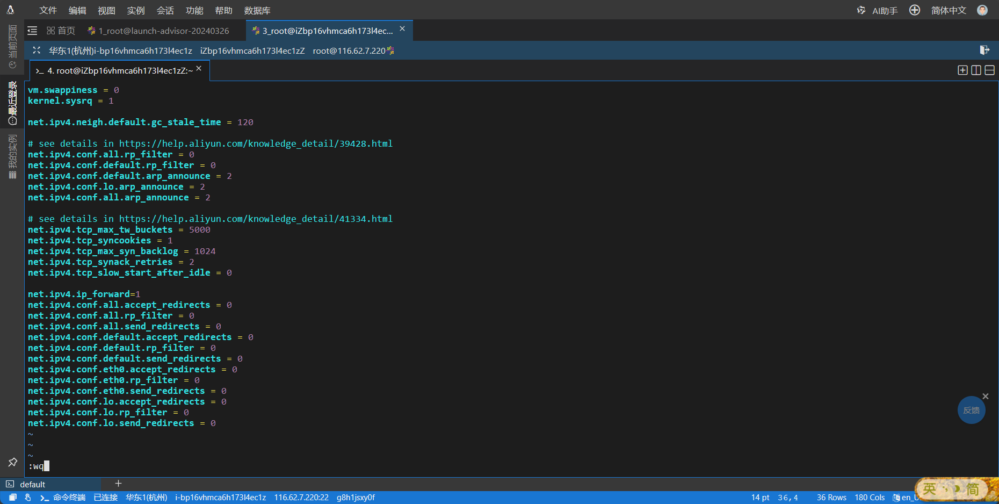 文件 编辑 视图 实例 会话 功能 帮助 数据库 AI助手 简体中文
首页 1_root@launch-advisor-20240326 3_root@iZbp16vhmca6h173l4ec...
华东1(杭州)i-bp16vhmca6h173l4ec1z iZbp16vhmca6h173l4ec1zZ root@116.62.7.220
当前页面
最近登录
我的实例
>_ 4. root@iZbp16vhmca6h173l4ec1zZ:~
vm.swappiness = 0
kernel.sysrq = 1
net.ipv4.neigh.default.gc_stale_time = 120
# see details in https://help.aliyun.com/knowledge_detail/39428.html
net.ipv4.conf.all.rp_filter = 0
net.ipv4.conf.default.rp_filter = 0
net.ipv4.conf.default.arp_announce = 2
net.ipv4.conf.lo.arp_announce = 2
net.ipv4.conf.all.arp_announce = 2
# see details in https://help.aliyun.com/knowledge_detail/41334.html
net.ipv4.tcp_max_tw_buckets = 5000
net.ipv4.tcp_syncookies = 1
net.ipv4.tcp_max_syn_backlog = 1024
net.ipv4.tcp_synack_retries = 2
net.ipv4.tcp_slow_start_after_idle = 0
net.ipv4.ip_forward=1
net.ipv4.conf.all.accept_redirects = 0
net.ipv4.conf.all.rp_filter = 0
net.ipv4.conf.all.send_redirects = 0
net.ipv4.conf.default.accept_redirects = 0
net.ipv4.conf.default.rp_filter = 0
net.ipv4.conf.default.send_redirects = 0
net.ipv4.conf.eth0.accept_redirects = 0
net.ipv4.conf.eth0.rp_filter = 0
net.ipv4.conf.eth0.send_redirects = 0
net.ipv4.conf.lo.accept_redirects = 0
net.ipv4.conf.lo.rp_filter = 0
net.ipv4.conf.lo.send_redirects = 0
~
~
~
:wq
反馈
default
命令终端 已连接 华东1(杭州) i-bp16vhmca6h173l4ec1z 116.62.7.220:22 g8h1jsxy0f 14 pt 36,4 36 Rows 180 Cols en_U
英 简